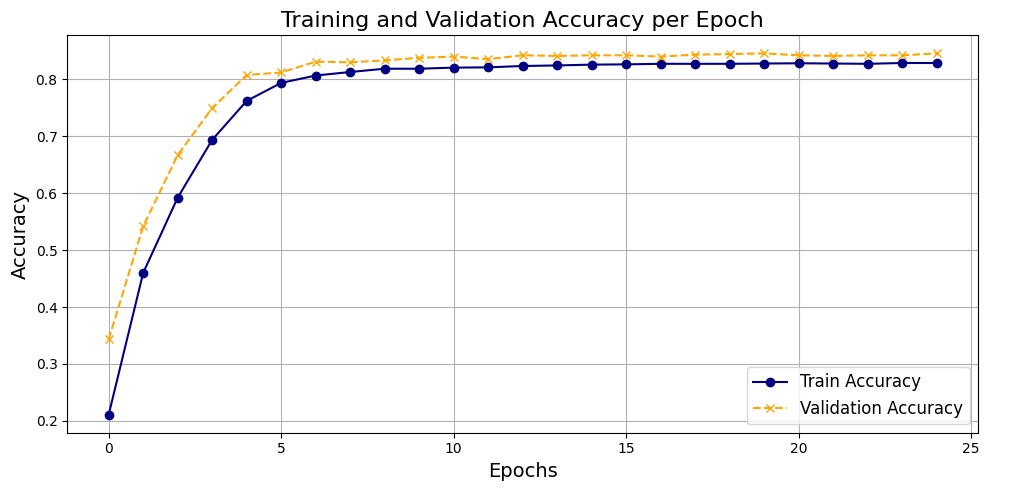 Training and Validation Accuracy per Epoch
Accuracy
0.8
0.7
0.6
0.5
0.4
0.3
0.2
Train Accuracy
Validation Accuracy
0
5
10
15
20
25
Epochs